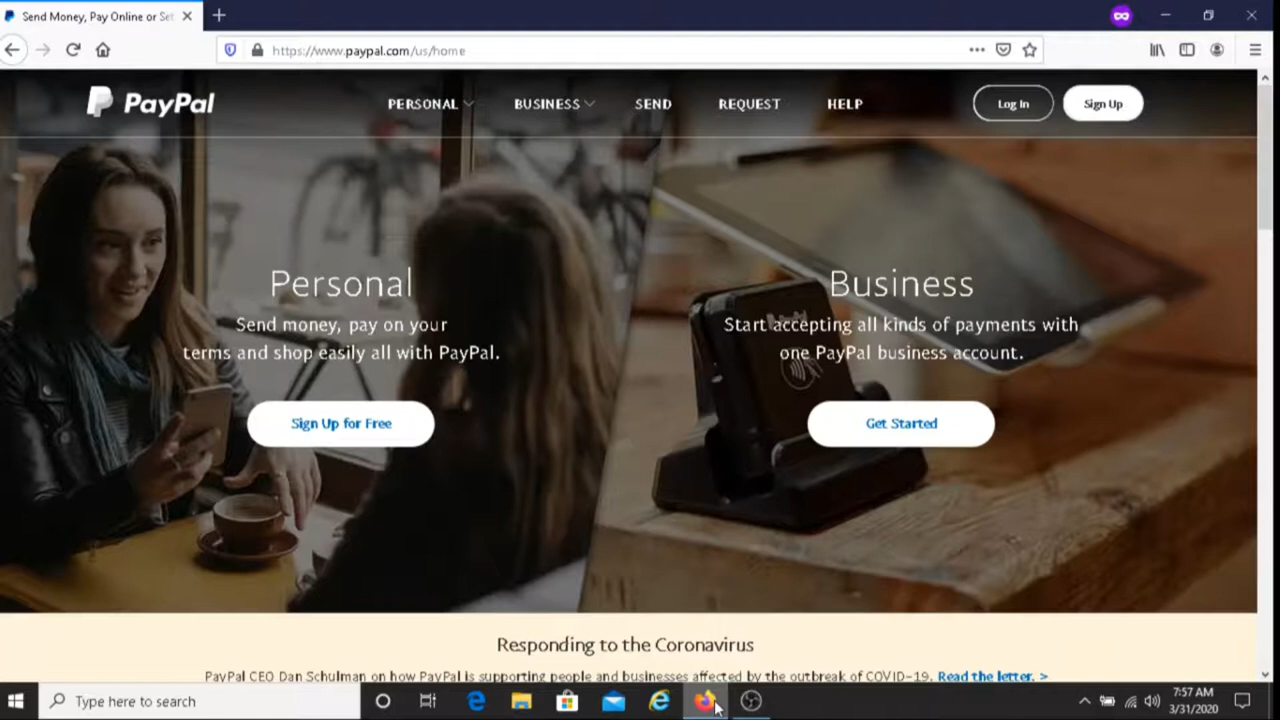 Send Money, Pay Online or Set
https://www.paypal.com/us/home
PayPal
PERSONAL
BUSINESS
SEND
REQUEST
HELP
Log In
Sign Up
Personal
Send money, pay on your
terms and shop easily all with PayPal.
Sign Up for Free
Business
Start accepting all kinds of payments with
one PayPal business account.
Get Started
Responding to the Coronavirus
PayPal CEO Dan Schulman on how PayPal is supporting people and businesses affected by the outbreak of COVID-19. Read the letter. >
Type here to search
7:57 AM
3/31/2020